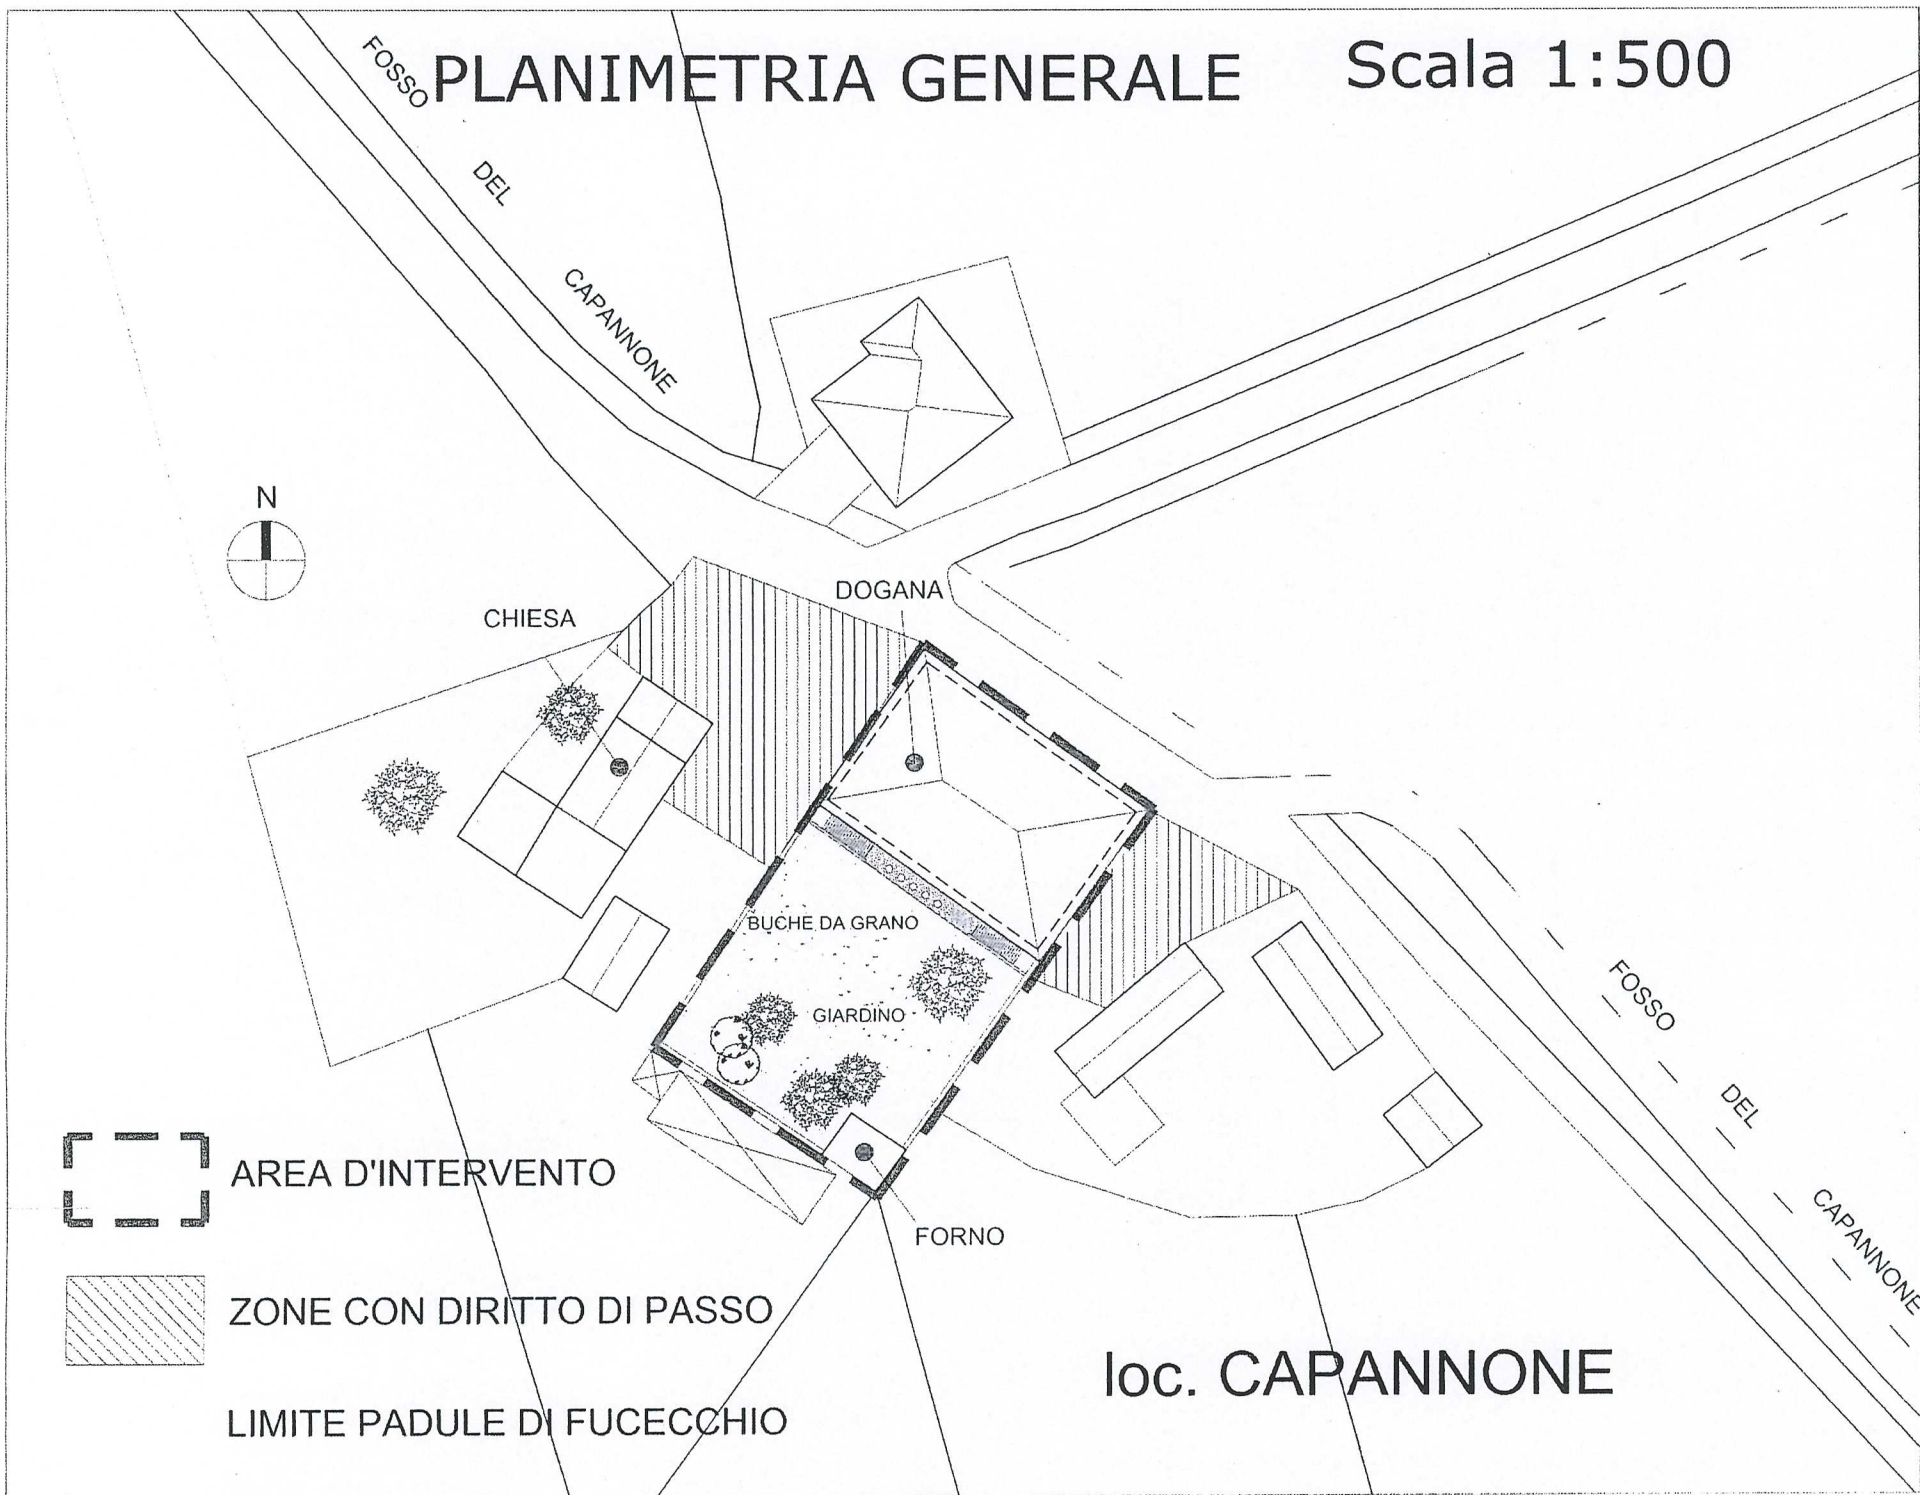 PLANIMETRIA GENERALE
Scala 1:500
FOSSO
DEL
CAPANNONE
N
CHIESA
DOGANA
BUCHE DA GRANO
GIARDINO
FORNO
FOSSO
DEL
CAPANNONE
AREA D'INTERVENTO
ZONE CON DIRITTO DI PASSO
LIMITE PADULE DI FUCECCHIO
loc. CAPANNONE